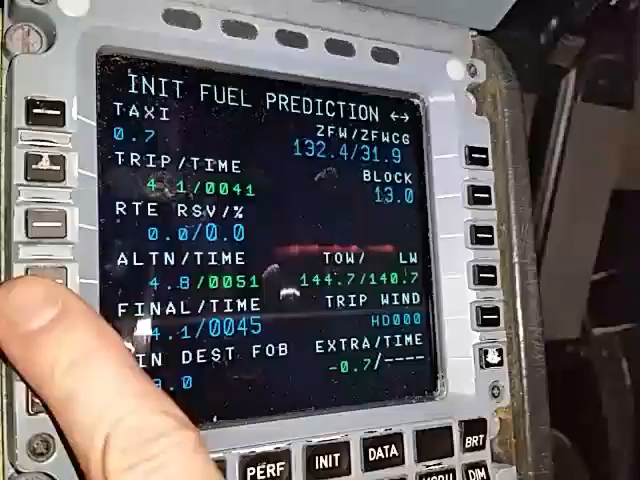 INIT FUEL PREDICTION ↔
TAXI
ZFW/ZFWCG
0.7
132.4/31.9
TRIP/TIME
BLOCK
4.1/0041
13.0
RTE RSV/%
0.0/0.0
ALTN/TIME
TOW/ LW
4.8/0051
144.7/140.7
FINAL/TIME
TRIP WIND
4.1/0045
HD000
IN DEST FOB
EXTRA/TIME
-0.7/----
PERF
INIT
DATA
BRT
DIM